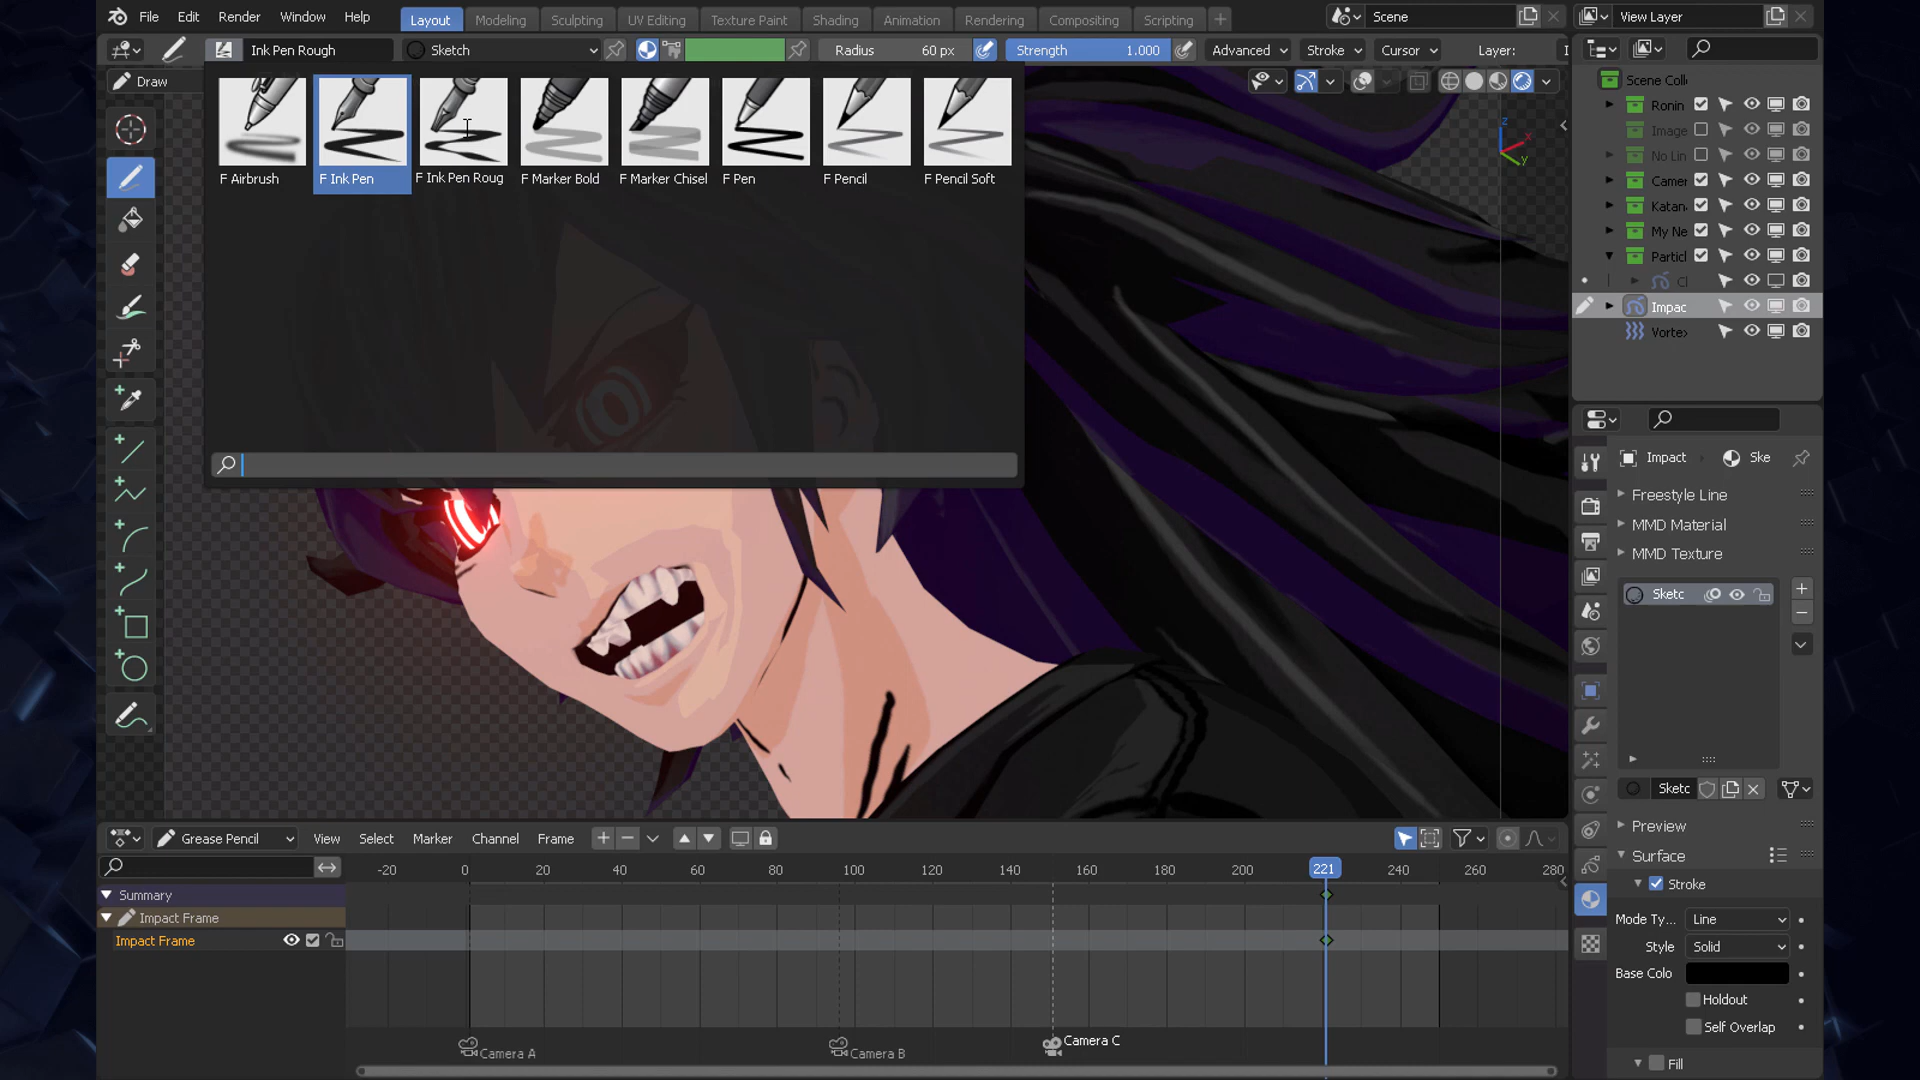 File Edit Render Window Help Layout Modeling Sculpting UV Editing Texture Paint Shading Animation Rendering Compositing Scripting + Scene View Layer
Ink Pen Rough Sketch Radius 60 px Strength 1.000 Advanced Stroke Cursor Layer:
Draw
F Airbrush F Ink Pen F Ink Pen Roug F Marker Bold F Marker Chisel F Pen F Pencil F Pencil Soft
z
x
y
Scene Colle
Ronin
Image
No Lin
Camer
Katan
My Ne
Particl
Impac
Vortex
Impact Ske
Freestyle Line
MMD Material
MMD Texture
Sketc
Sketc
Preview
Surface
Stroke
Mode Ty... Line
Style Solid
Base Colo
Holdout
Self Overlap
Fill
Grease Pencil View Select Marker Channel Frame
-20 0 20 40 60 80 100 120 140 160 180 200 221 240 260 280
Summary
Impact Frame
Impact Frame
Camera A Camera B Camera C